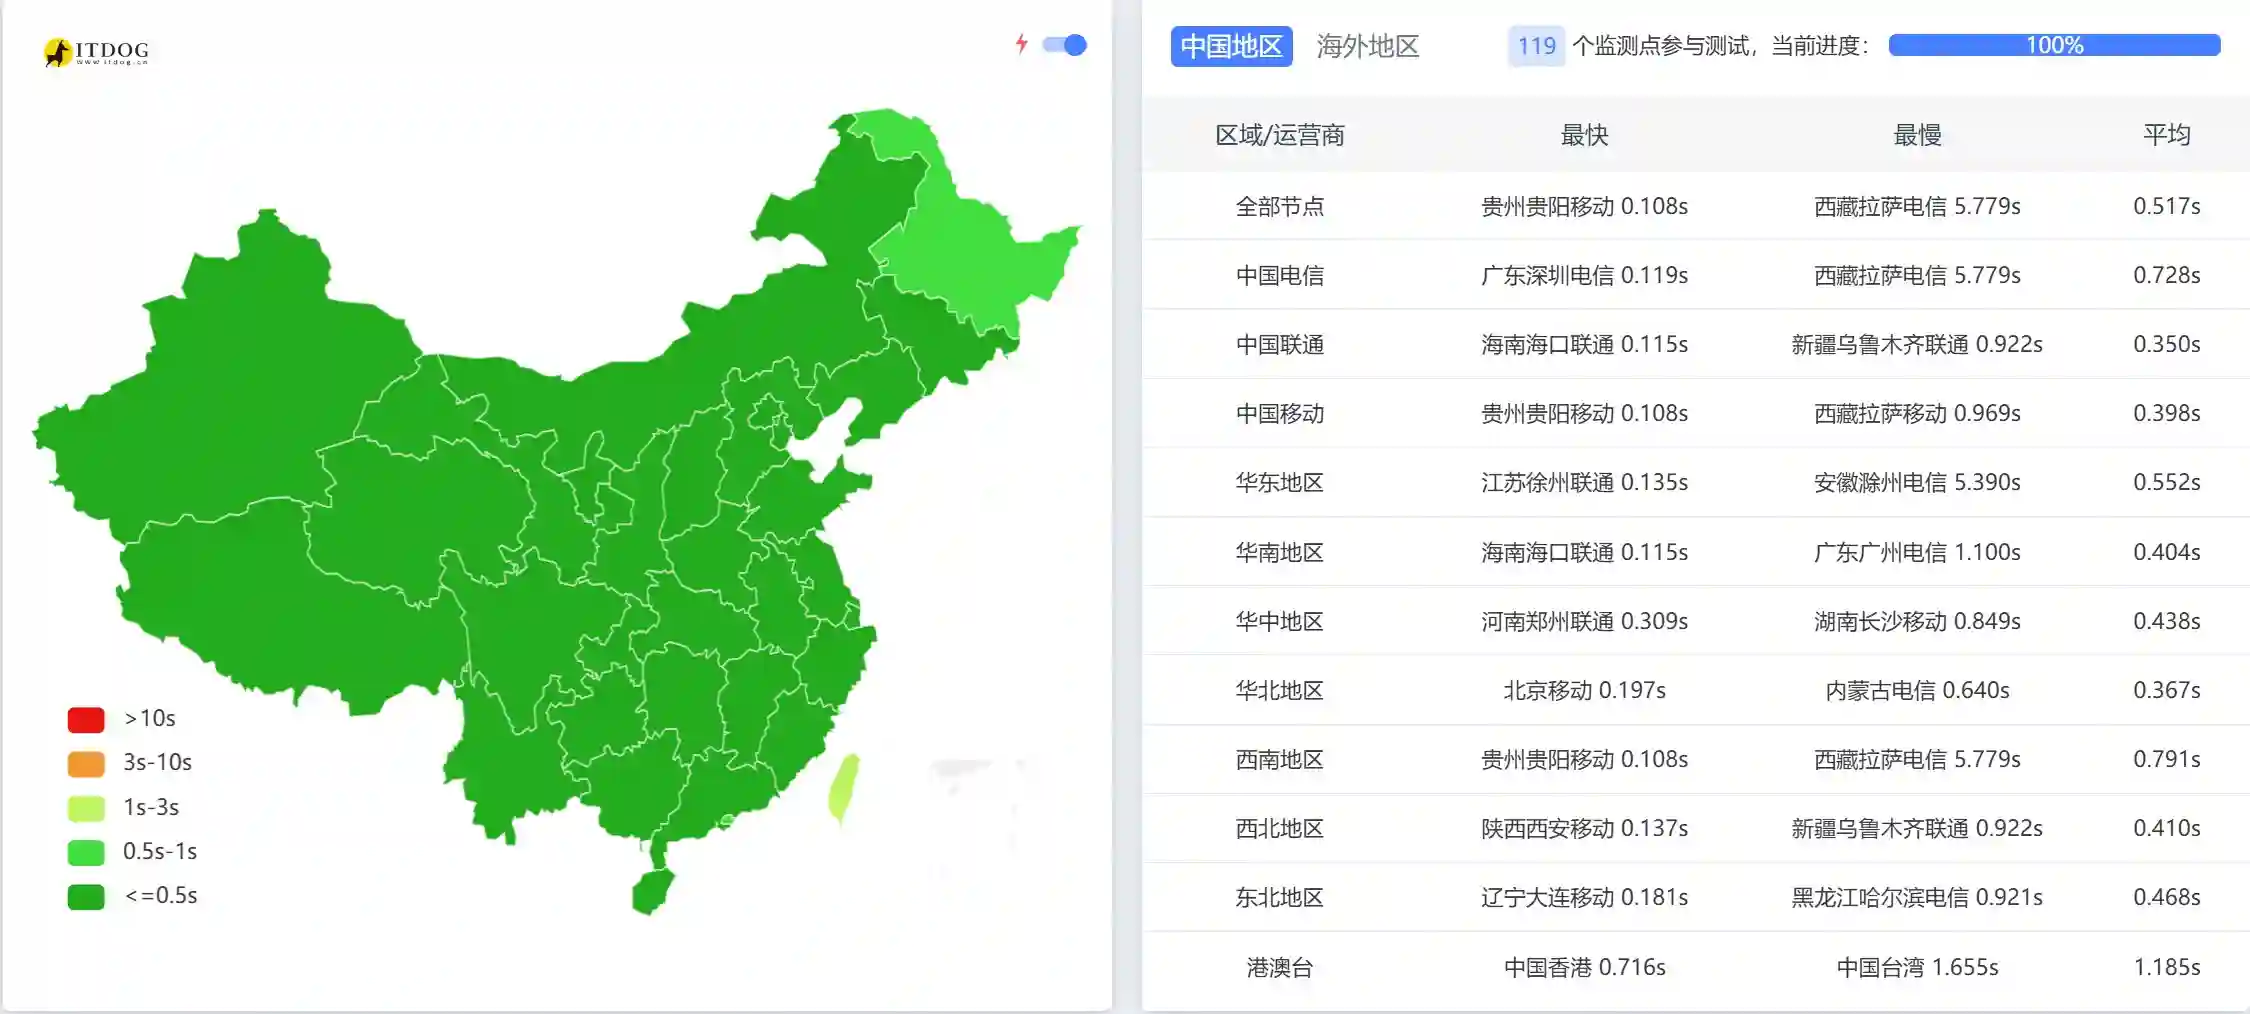 ITDOG
www.itdog.cn
>10s
3s-10s
1s-3s
0.5s-1s
<=0.5s
中国地区 海外地区 119 个监测点参与测试，当前进度： 100%
区域/运营商 最快 最慢 平均
全部节点 贵州贵阳移动 0.108s 西藏拉萨电信 5.779s 0.517s
中国电信 广东深圳电信 0.119s 西藏拉萨电信 5.779s 0.728s
中国联通 海南海口联通 0.115s 新疆乌鲁木齐联通 0.922s 0.350s
中国移动 贵州贵阳移动 0.108s 西藏拉萨移动 0.969s 0.398s
华东地区 江苏徐州联通 0.135s 安徽滁州电信 5.390s 0.552s
华南地区 海南海口联通 0.115s 广东广州电信 1.100s 0.404s
华中地区 河南郑州联通 0.309s 湖南长沙移动 0.849s 0.438s
华北地区 北京移动 0.197s 内蒙古电信 0.640s 0.367s
西南地区 贵州贵阳移动 0.108s 西藏拉萨电信 5.779s 0.791s
西北地区 陕西西安移动 0.137s 新疆乌鲁木齐联通 0.922s 0.410s
东北地区 辽宁大连移动 0.181s 黑龙江哈尔滨电信 0.921s 0.468s
港澳台 中国香港 0.716s 中国台湾 1.655s 1.185s